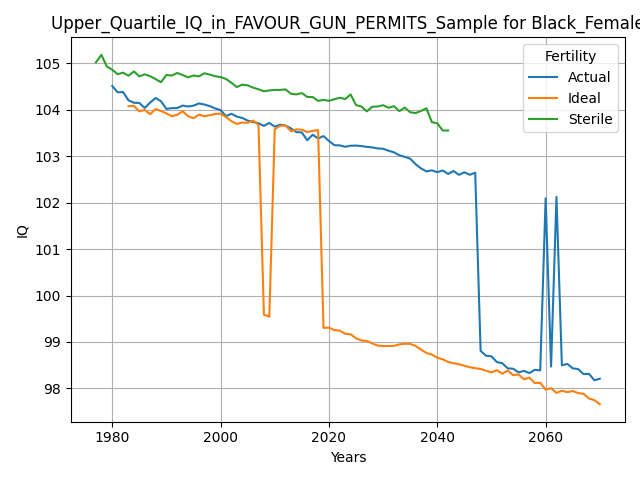 Upper_Quartile_IQ_in_FAVOUR_GUN_PERMITS_Sample for Black_Female
Fertility
Actual
Ideal
Sterile
105
104
103
102
101
100
99
98
IQ
1980 2000 2020 2040 2060
Years